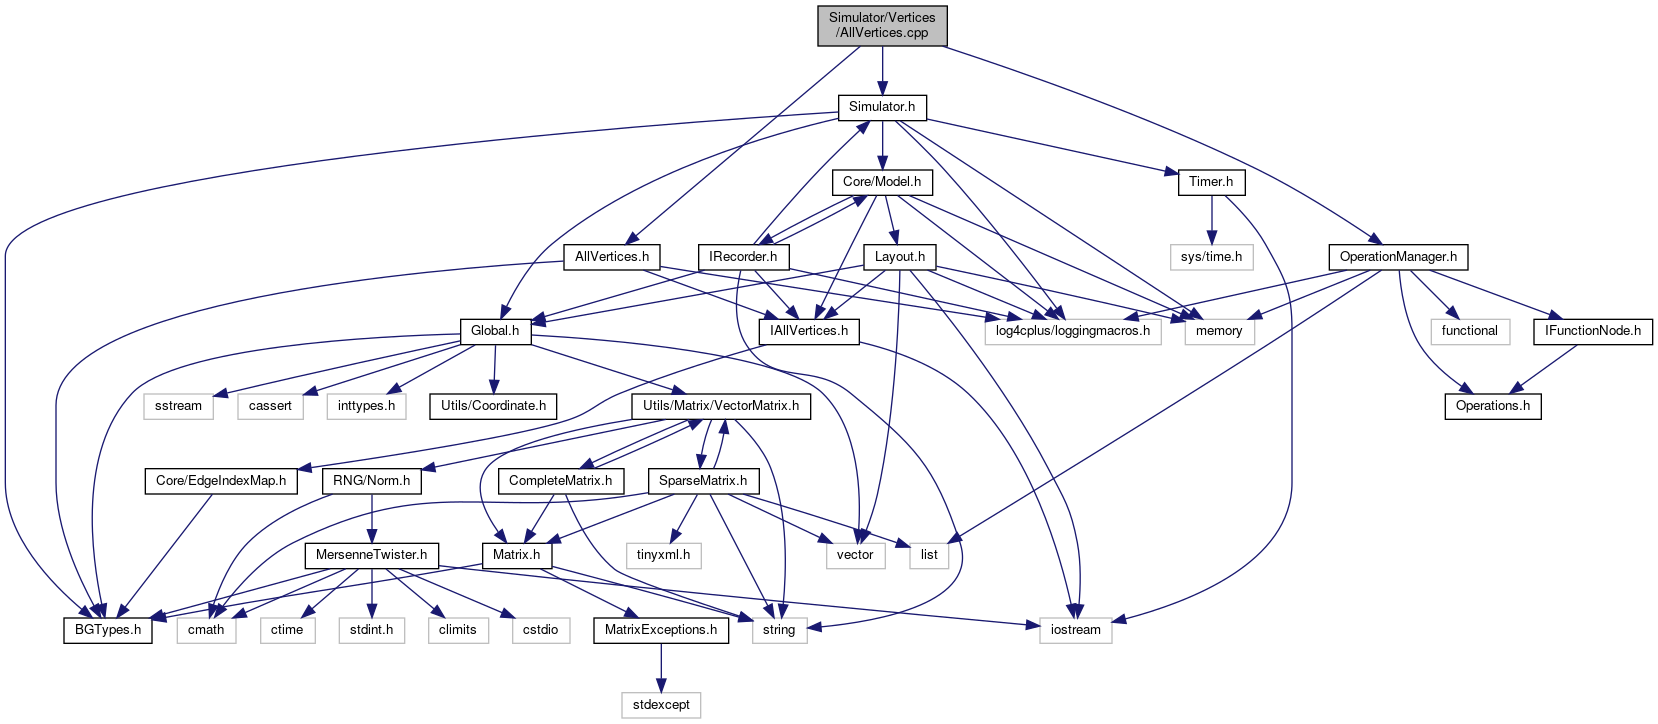 Simulator/Vertices
/AllVertices.cpp
Simulator.h
Core/Model.h
Timer.h
AllVertices.h
IRecorder.h
Layout.h
sys/time.h
OperationManager.h
Global.h
IAllVertices.h
log4cplus/loggingmacros.h
memory
functional
IFunctionNode.h
sstream
cassert
inttypes.h
Utils/Coordinate.h
Utils/Matrix/VectorMatrix.h
Operations.h
Core/EdgeIndexMap.h
RNG/Norm.h
CompleteMatrix.h
SparseMatrix.h
MersenneTwister.h
Matrix.h
tinyxml.h
vector
list
BGTypes.h
cmath
ctime
stdint.h
climits
cstdio
MatrixExceptions.h
string
iostream
stdexcept